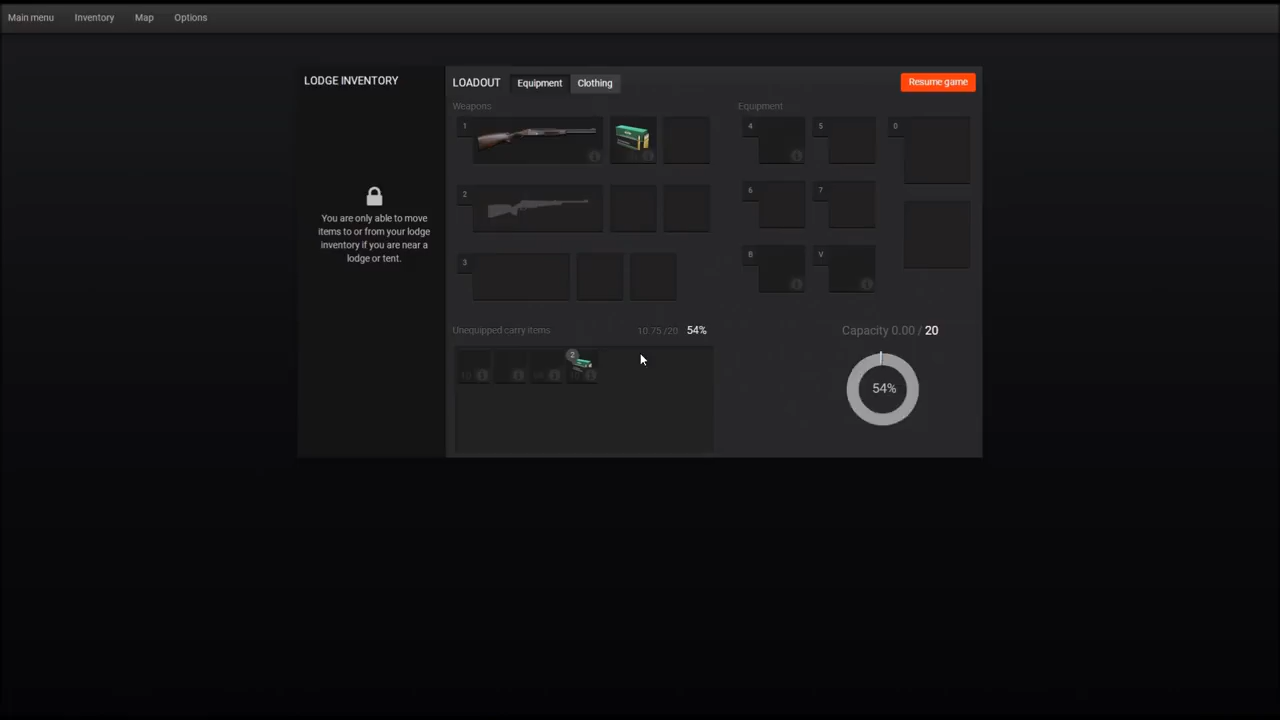 Main menu Inventory Map Options
LODGE INVENTORY
You are only able to move
items to or from your lodge
inventory if you are near a
lodge or tent.
LOADOUT Equipment Clothing Resume game
Weapons
1
2
3
Equipment
4 5 0
6 7
B V
Unequipped carry items 10.75 /20 54%
2
10
Capacity 0.00 / 20
54%